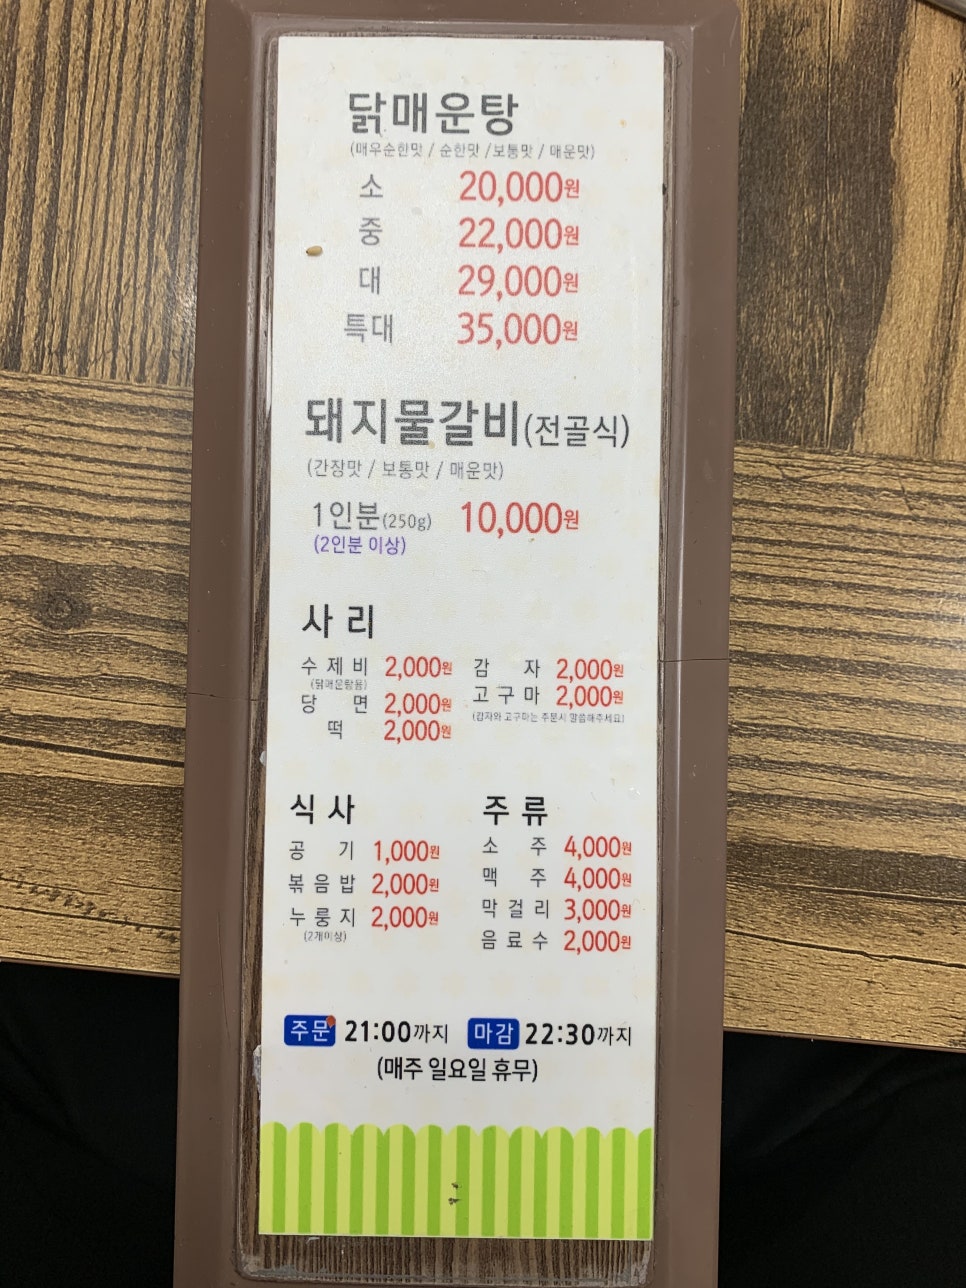 닭매운탕
(매우순한맛 / 순한맛 /보통맛 / 매운맛)
소 20,000원
중 22,000원
대 29,000원
특대 35,000원
돼지물갈비(전골식)
(간장맛 / 보통맛 / 매운맛)
1인분(250g) 10,000원
(2인분 이상)
사 리
수 제 비 2,000원
(닭매운탕용)
당 면 2,000원
떡 2,000원
감 자 2,000원
고 구 마 2,000원
(감자와 고구마는 주문시 말씀해주세요)
식 사
공 기 1,000원
볶 음 밥 2,000원
누 룽 지 2,000원
(2개이상)
주 류
소 주 4,000원
맥 주 4,000원
막 걸 리 3,000원
음 료 수 2,000원
주문 21:00까지 마감 22:30까지
(매주 일요일 휴무)